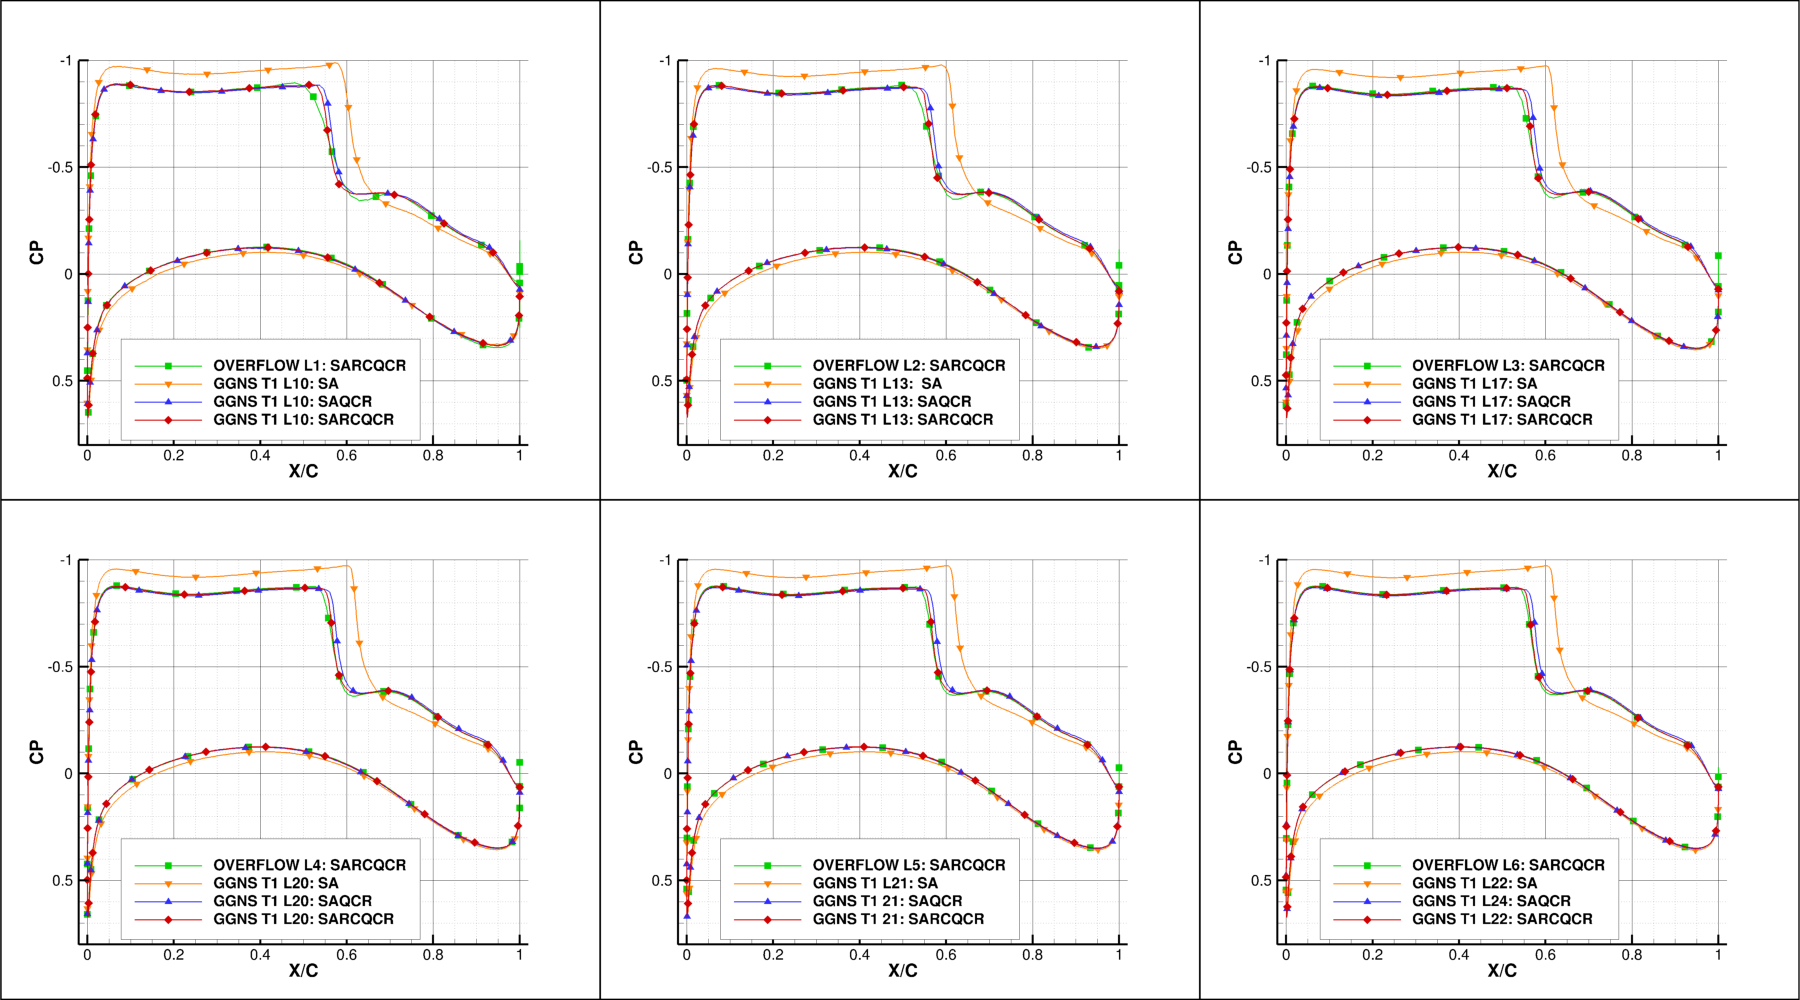 -1
-0.5
0
0.5
CP
OVERFLOW L1: SARCQCR
GGNS T1 L10: SA
GGNS T1 L10: SAQCR
GGNS T1 L10: SARCQCR
0 0.2 0.4 0.6 0.8 1
X/C
-1
-0.5
0
0.5
CP
OVERFLOW L2: SARCQCR
GGNS T1 L13: SA
GGNS T1 L13: SAQCR
GGNS T1 L13: SARCQCR
0 0.2 0.4 0.6 0.8 1
X/C
-1
-0.5
0
0.5
CP
OVERFLOW L3: SARCQCR
GGNS T1 L17: SA
GGNS T1 L17: SAQCR
GGNS T1 L17: SARCQCR
0 0.2 0.4 0.6 0.8 1
X/C
-1
-0.5
0
0.5
CP
OVERFLOW L4: SARCQCR
GGNS T1 L20: SA
GGNS T1 L20: SAQCR
GGNS T1 L20: SARCQCR
0 0.2 0.4 0.6 0.8 1
X/C
-1
-0.5
0
0.5
CP
OVERFLOW L5: SARCQCR
GGNS T1 L21: SA
GGNS T1 21: SAQCR
GGNS T1 21: SARCQCR
0 0.2 0.4 0.6 0.8 1
X/C
-1
-0.5
0
0.5
CP
OVERFLOW L6: SARCQCR
GGNS T1 L22: SA
GGNS T1 L24: SAQCR
GGNS T1 L22: SARCQCR
0 0.2 0.4 0.6 0.8 1
X/C